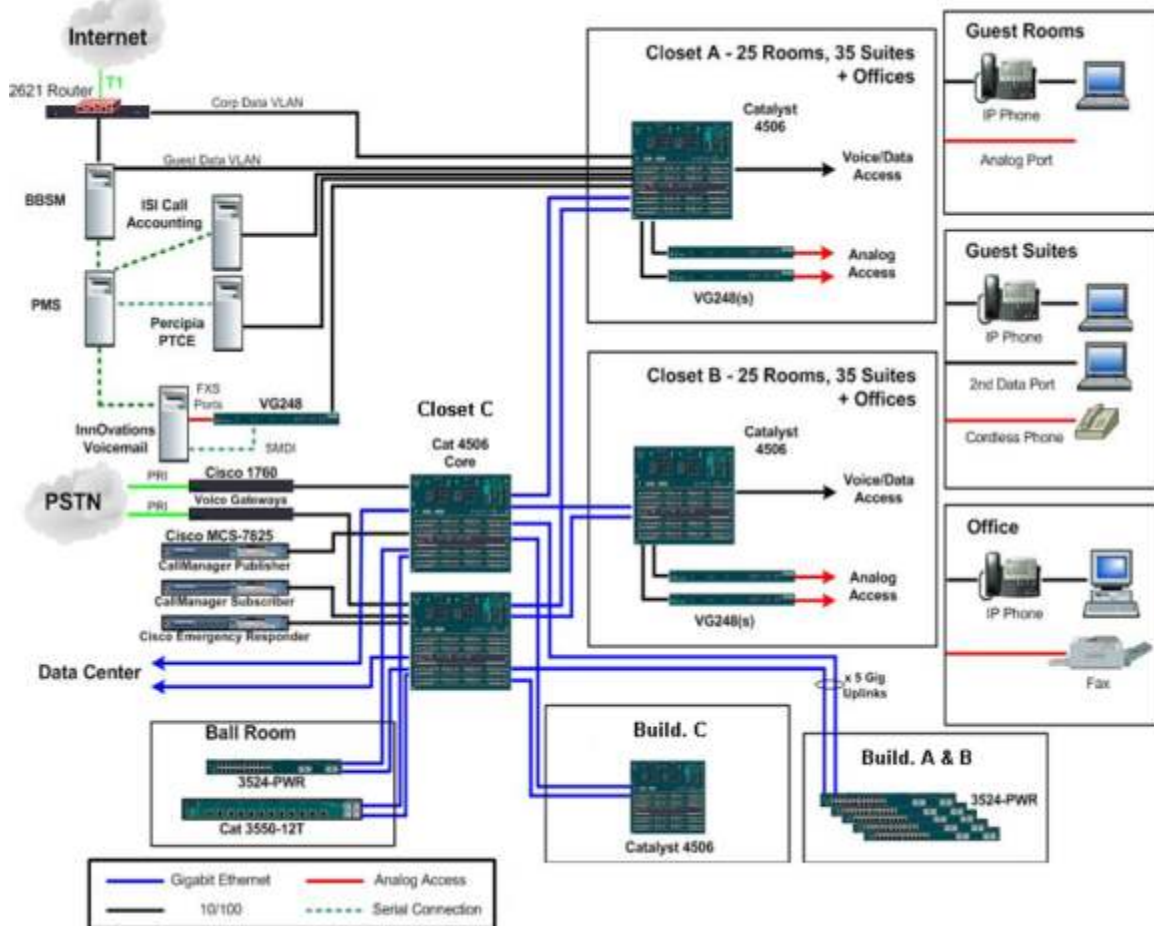 Internet
T1
2621 Router
Corp Data VLAN
Guest Data VLAN
BBSM
ISI Call
Accounting
PMS
Percipia
PTCE
FXS
Ports
VG248
InnOvations
Voicemail
SMDI
PSTN
PRI
PRI
Cisco 1760
Voice Gateways
Cisco MCS-7825
CallManager Publisher
CallManager Subscriber
Cisco Emergency Responder
Data Center
Closet C
Cat 4506
Core
Closet A - 25 Rooms, 35 Suites
+ Offices
Catalyst
4506
Voice/Data
Access
Analog
Access
VG248(s)
Closet B - 25 Rooms, 35 Suites
+ Offices
Catalyst
4506
Voice/Data
Access
Analog
Access
VG248(s)
Guest Rooms
IP Phone
Analog Port
Guest Suites
IP Phone
2nd Data Port
Cordless Phone
Office
IP Phone
Fax
x 5 Gig
Uplinks
Ball Room
3524-PWR
Cat 3550-12T
Build. C
Catalyst 4506
Build. A & B
3524-PWR
Gigabit Ethernet
Analog Access
10/100
Serial Connection